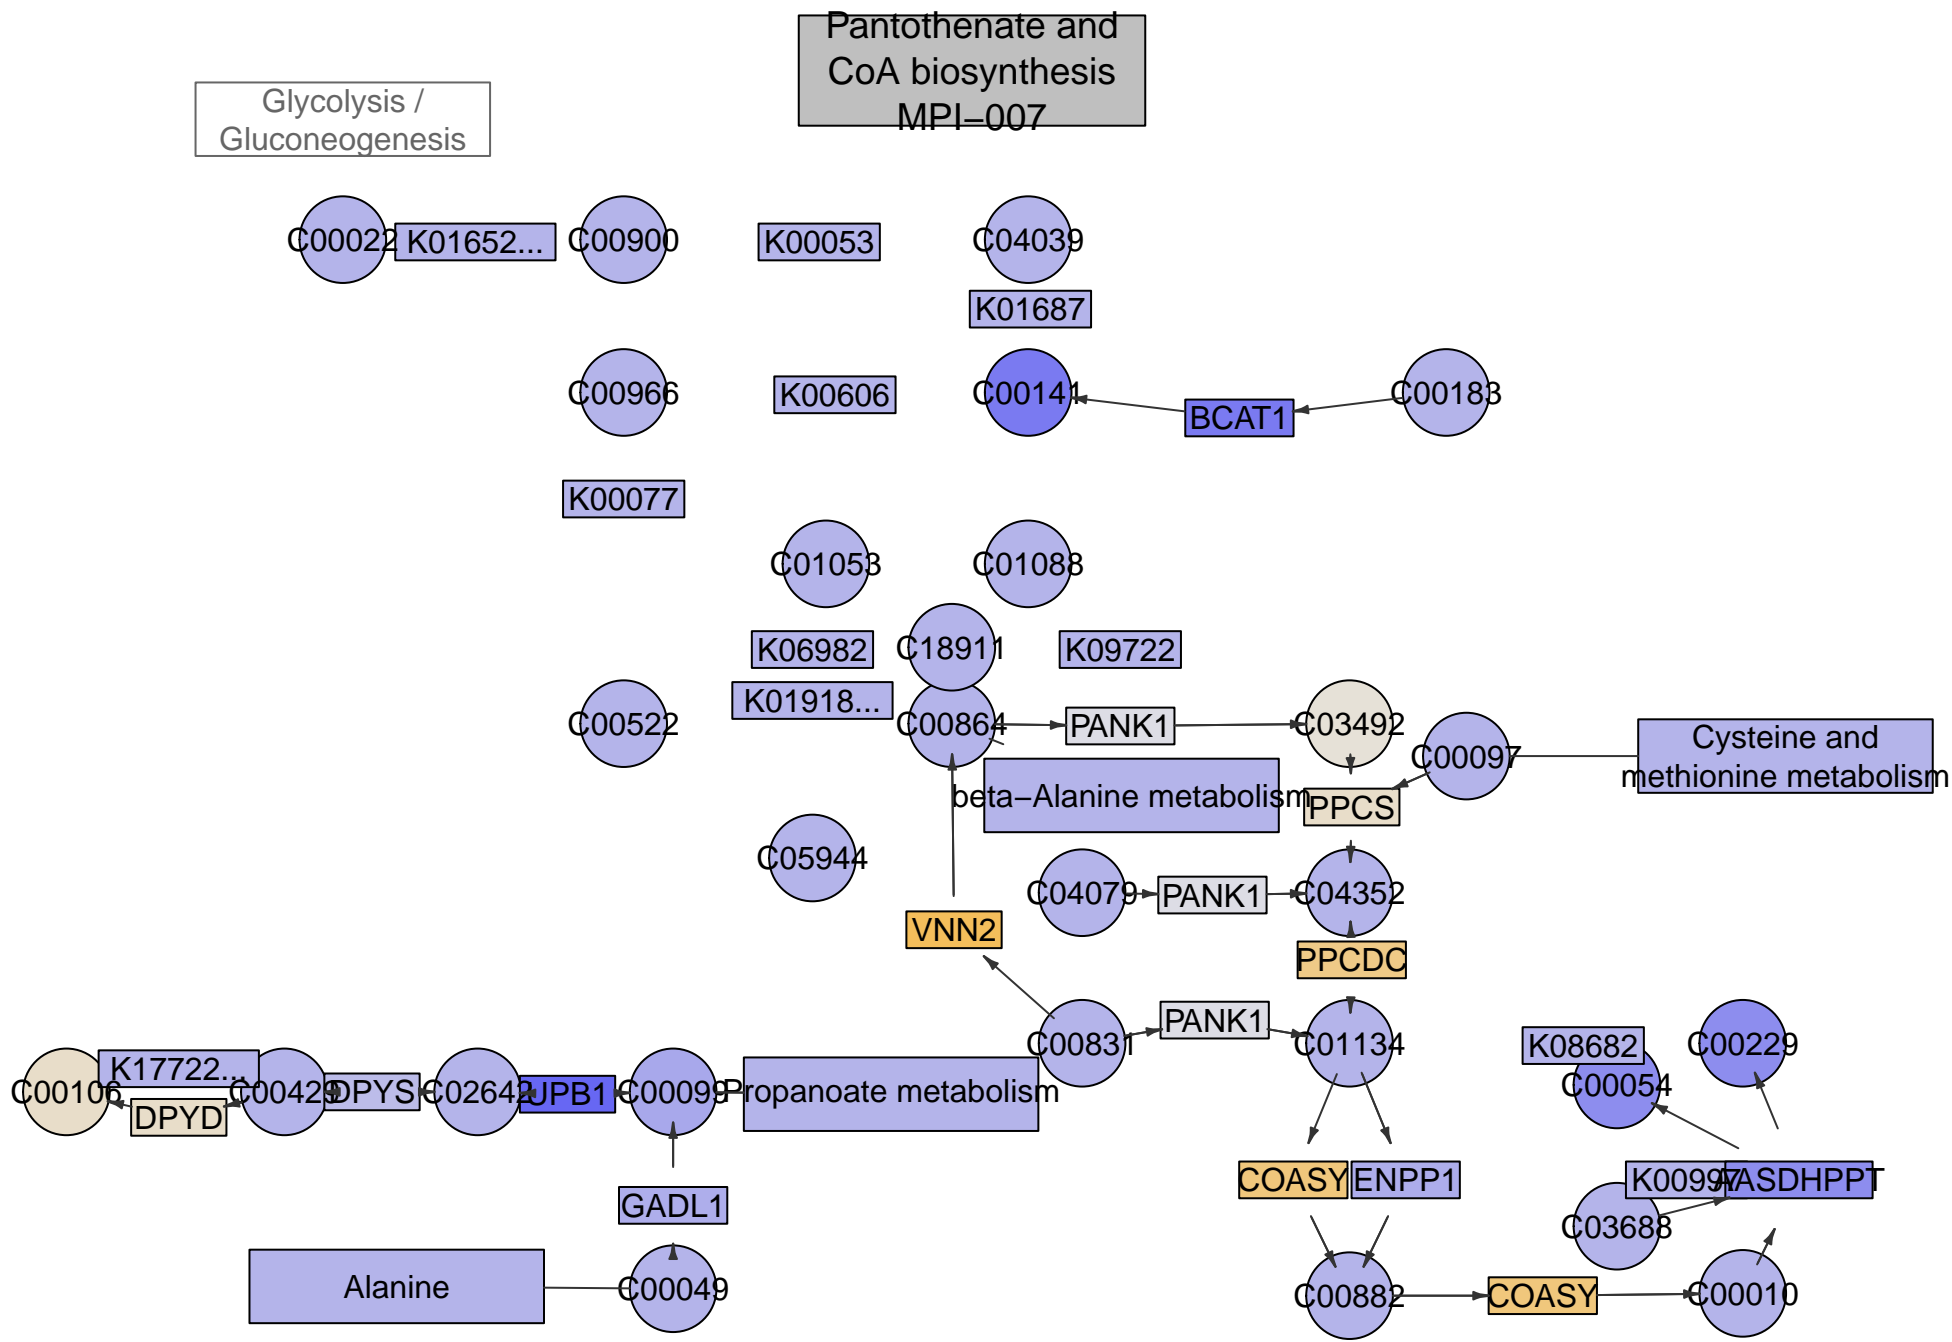 Pantothenate and
CoA biosynthesis
MPI−007
Glycolysis /
Gluconeogenesis
C00022
K01652...
C00900
K00053
C04039
K01687
C00966
K00606
C00141
BCAT1
C00183
K00077
C01053
C01088
K06982
C18911
K09722
K01918...
C00522
C00864
PANK1
C03492
C00097
Cysteine and
methionine metabolism
beta−Alanine metabolism
PPCS
C05944
C04079
PANK1
C04352
VNN2
PPCDC
C00831
PANK1
C01134
K08682
C00229
C00054
C00106
K17722...
DPYD
C00429
DPYS
C02642
UPB1
C00099
Propanoate metabolism
COASY
ENPP1
K00997
AASDHPPT
GADL1
C03688
Alanine
C00049
C00882
COASY
C00010